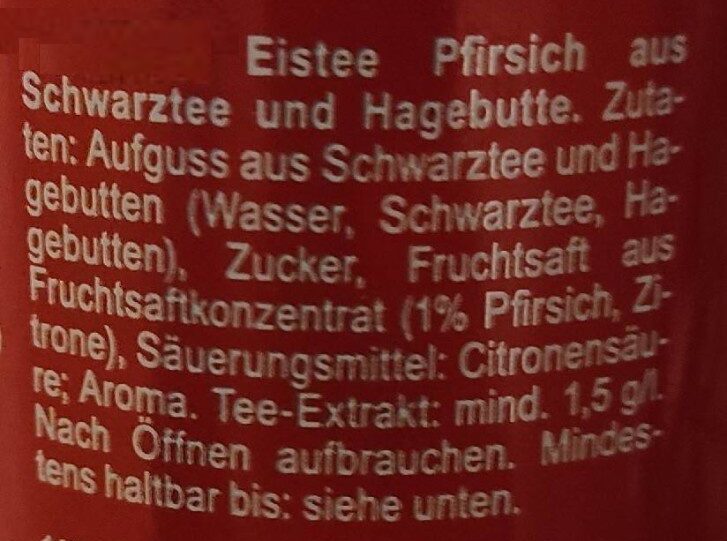 Eistee Pfirsich aus
Schwarztee und Hagebutte. Zuta-
ten: Aufguss aus Schwarztee und Ha-
gebutten (Wasser, Schwarztee, Ha-
gebutten), Zucker, Fruchtsaft aus
Fruchtsaftkonzentrat (1% Pfirsich, Zi-
trone), Säuerungsmittel: Citronensäu-
re; Aroma. Tee-Extrakt: mind. 1,5 g/l.
Nach Öffnen aufbrauchen. Mindes-
tens haltbar bis: siehe unten.